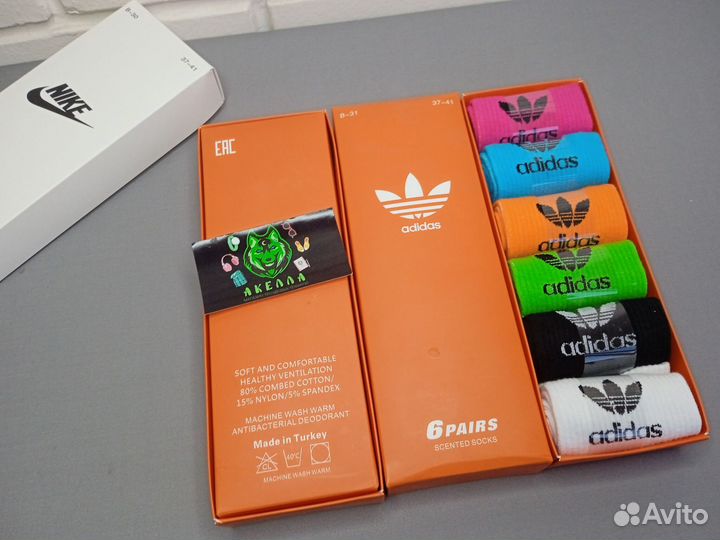 B-30
37-41
NIKE
EAC
АКЕЛЛА
SOFT AND COMFORTABLE
HEALTHY VENTILATION
80% COMBED COTTON/
15% NYLON/5% SPANDEX
MACHINE WASH WARM
ANTIBACTERIAL DEODORANT
Made in Turkey
CL
40°C
MACHINE WASH WARM
B-31
37-41
adidas
6 PAIRS
SCENTED SOCKS
adidas
adidas
adidas
adidas
adidas
adidas
Avito